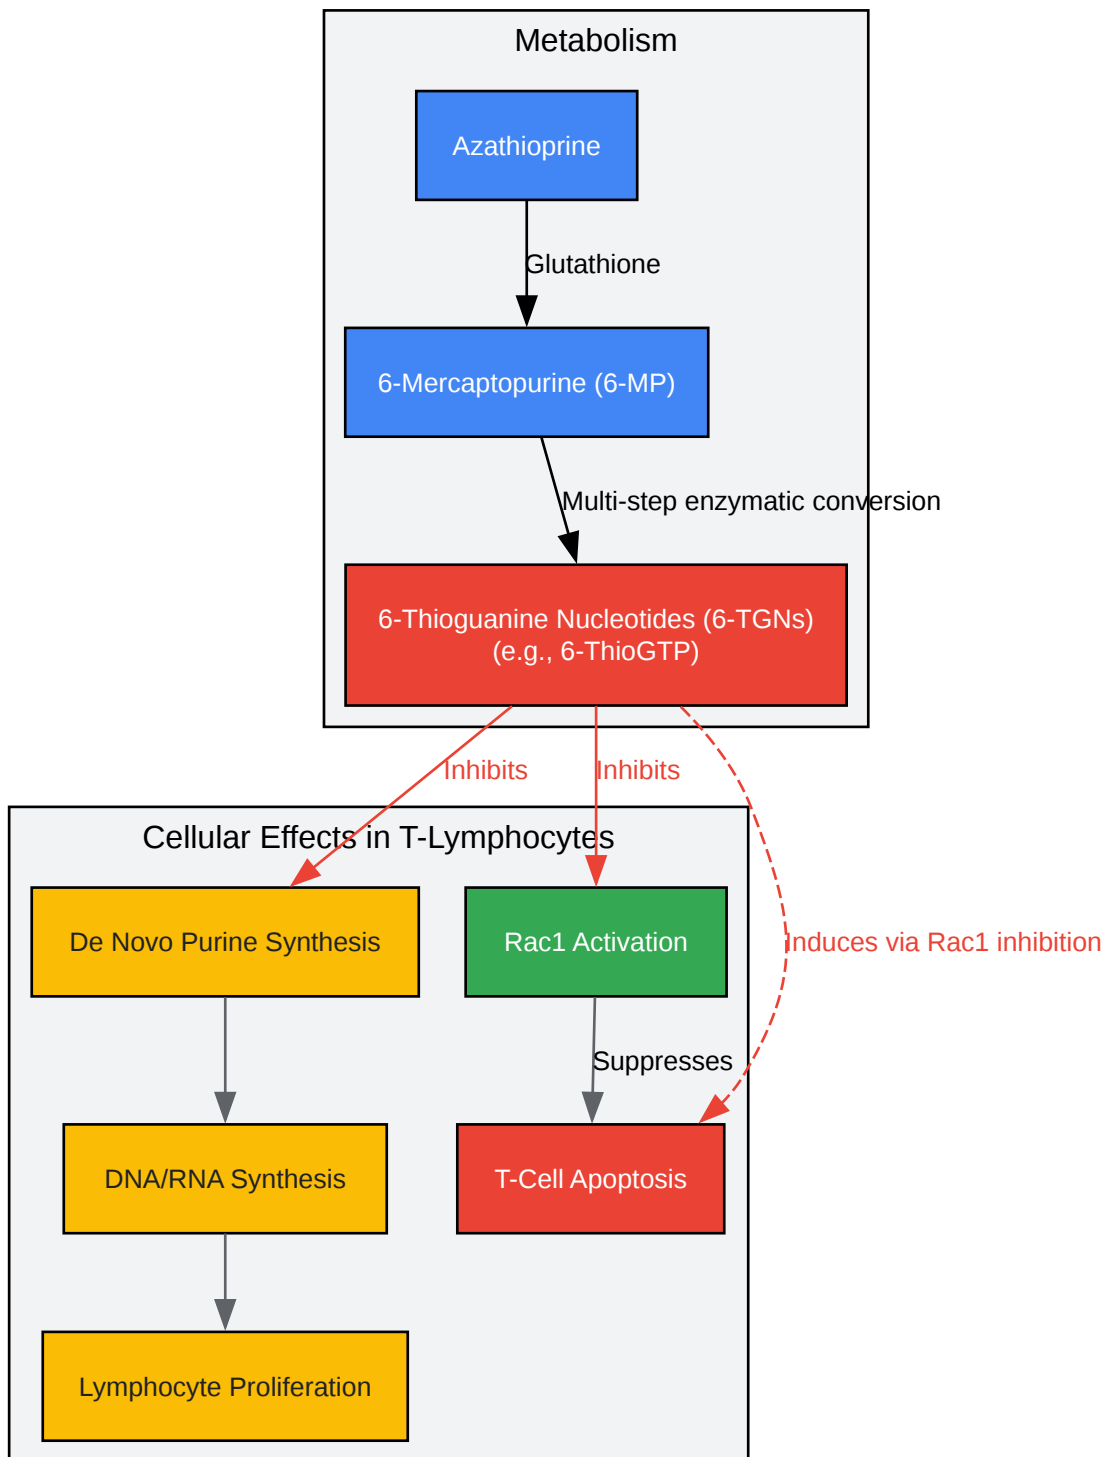 Metabolism
Azathioprine
Glutathione
6-Mercaptopurine (6-MP)
Multi-step enzymatic conversion
6-Thioguanine Nucleotides (6-TGNs)
(e.g., 6-ThioGTP)
Inhibits
Inhibits
Cellular Effects in T-Lymphocytes
De Novo Purine Synthesis
Rac1 Activation
Induces via Rac1 inhibition
Suppresses
DNA/RNA Synthesis
T-Cell Apoptosis
Lymphocyte Proliferation